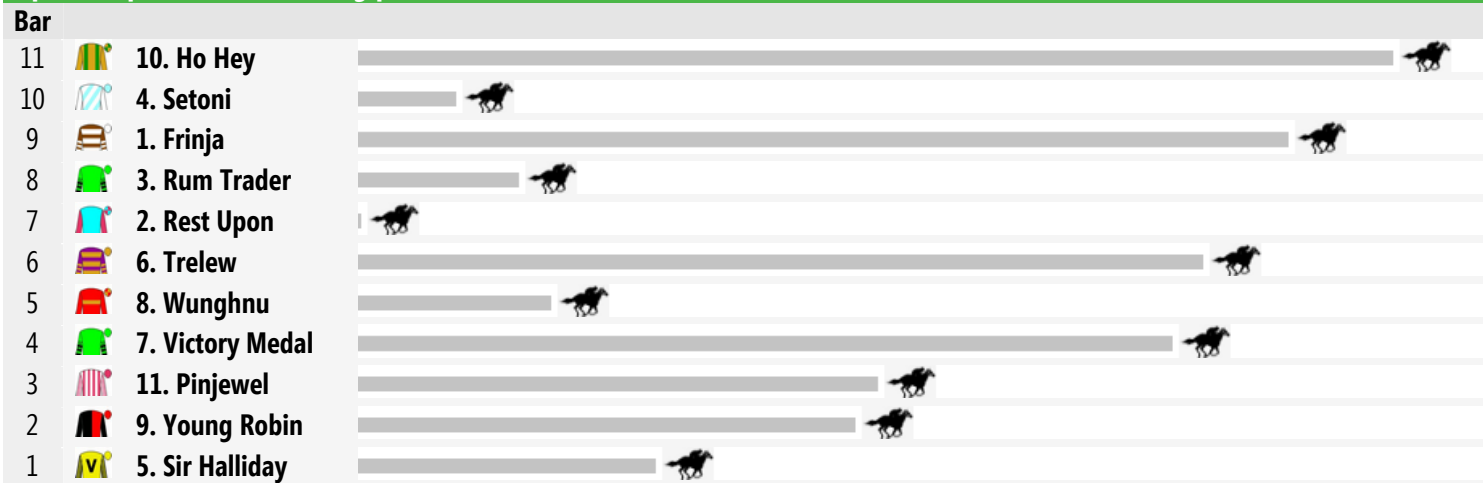 Bar
11 10. Ho Hey
10 4. Setoni
9 1. Frinja
8 3. Rum Trader
7 2. Rest Upon
6 6. Trelew
5 8. Wunghnu
4 7. Victory Medal
3 11. Pinjewel
2 9. Young Robin
1 V 5. Sir Halliday